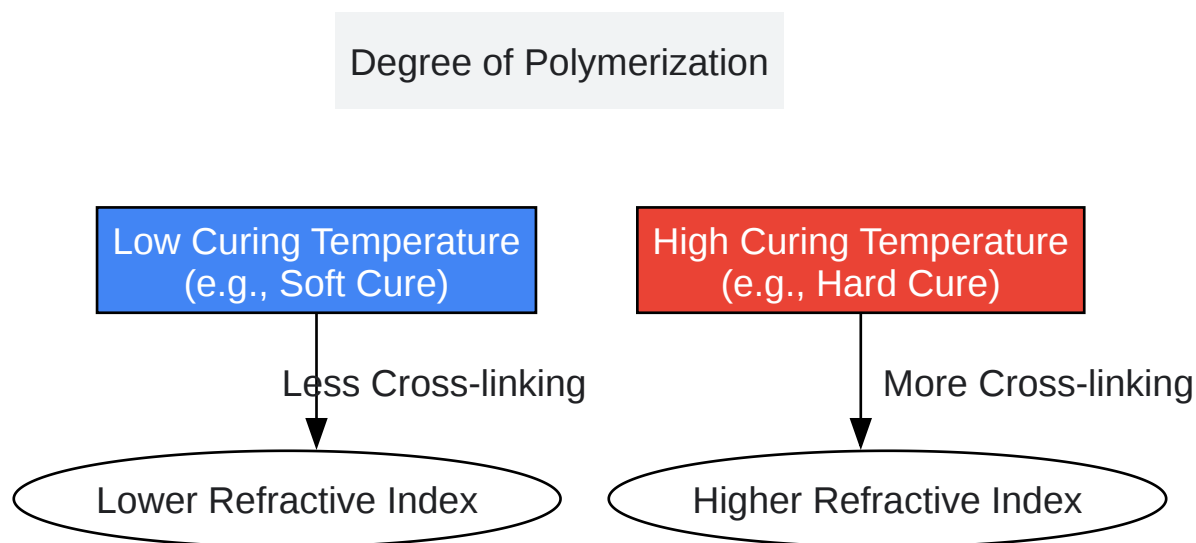 Degree of Polymerization
Low Curing Temperature
(e.g., Soft Cure)
High Curing Temperature
(e.g., Hard Cure)
Less Cross-linking
More Cross-linking
Lower Refractive Index
Higher Refractive Index